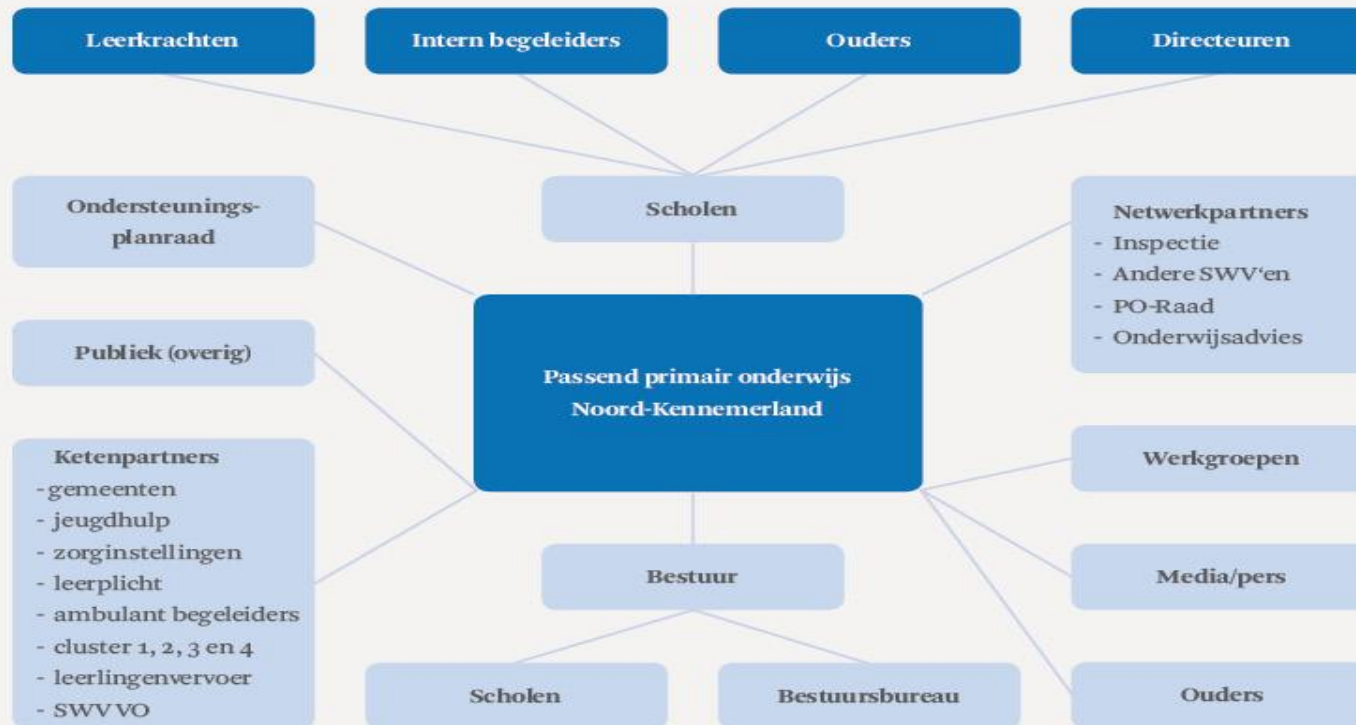 Leerkrachten
Intern begeleiders
Ouders
Directeuren
Ondersteunings-
planraad
Scholen
Netwerkpartners
- Inspectie
- Andere SWV‘en
- PO-Raad
- Onderwijsadvies
Publiek (overig)
Passend primair onderwijs
Noord-Kennemerland
Ketenpartners
-gemeenten
- jeugdhulp
- zorginstellingen
- leerplicht
- ambulant begeleiders
- cluster 1, 2, 3 en 4
- leerlingenvervoer
- SWV VO
Werkgroepen
Bestuur
Media/pers
Scholen
Bestuursbureau
Ouders